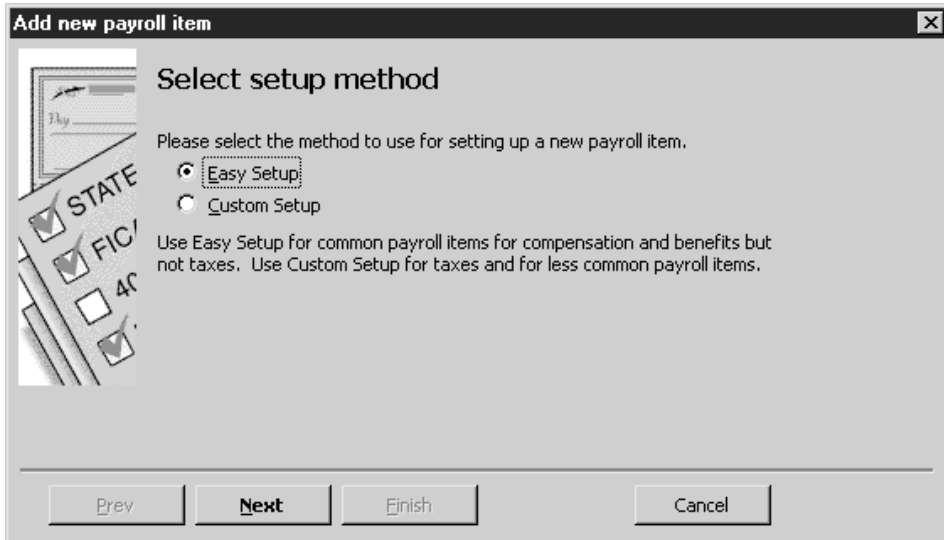 Add new payroll item
Select setup method
Pay
STATE
FIC
40
Please select the method to use for setting up a new payroll item.
Easy Setup
Custom Setup
Use Easy Setup for common payroll items for compensation and benefits but
not taxes.  Use Custom Setup for taxes and for less common payroll items.
Prev
Next
Finish
Cancel